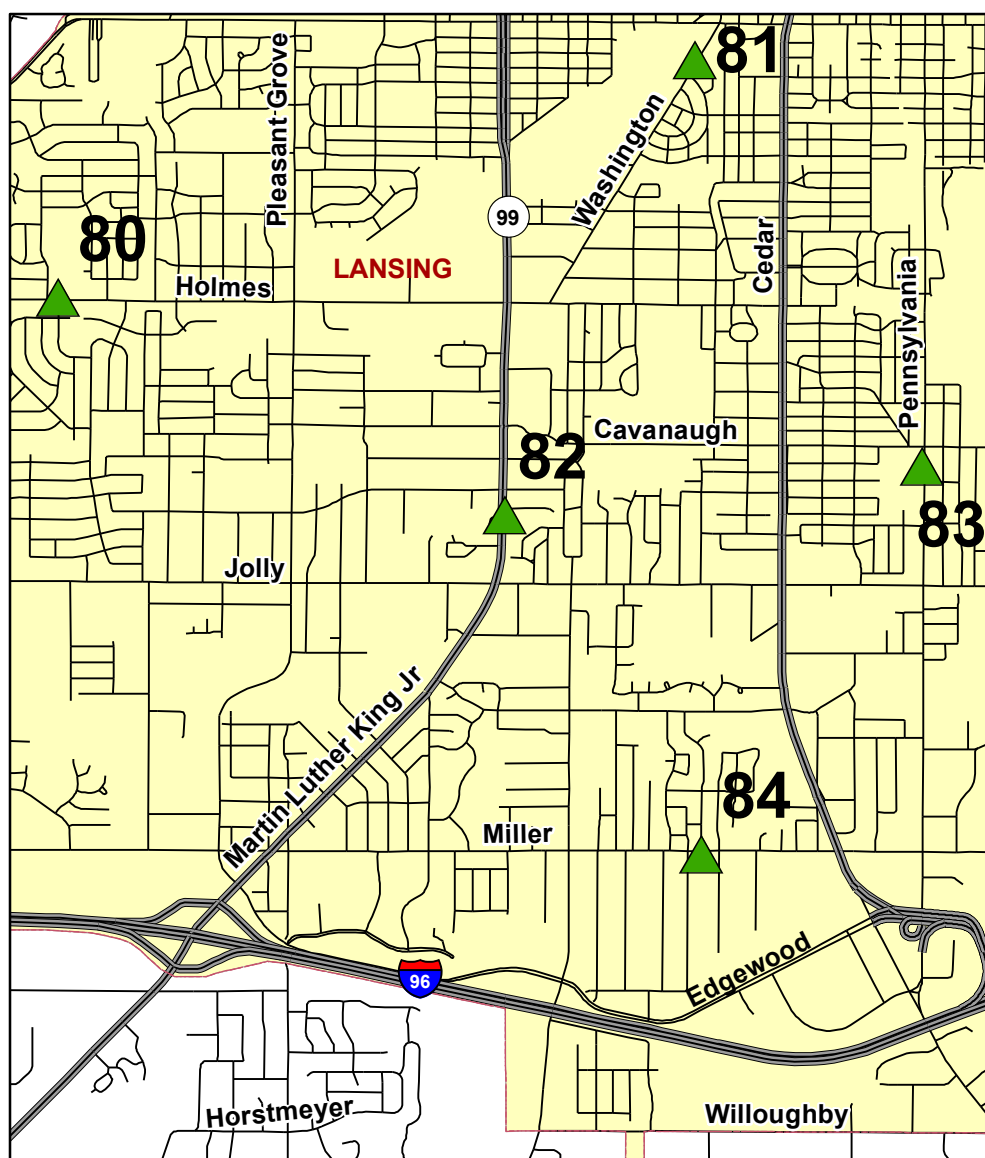 81
Pleasant Grove
Washington
99
80
Cedar
LANSING
Holmes
Pennsylvania
Cavanaugh
82
83
Jolly
Martin Luther King Jr
84
Miller
Edgewood
96
Horstmeyer
Willoughby